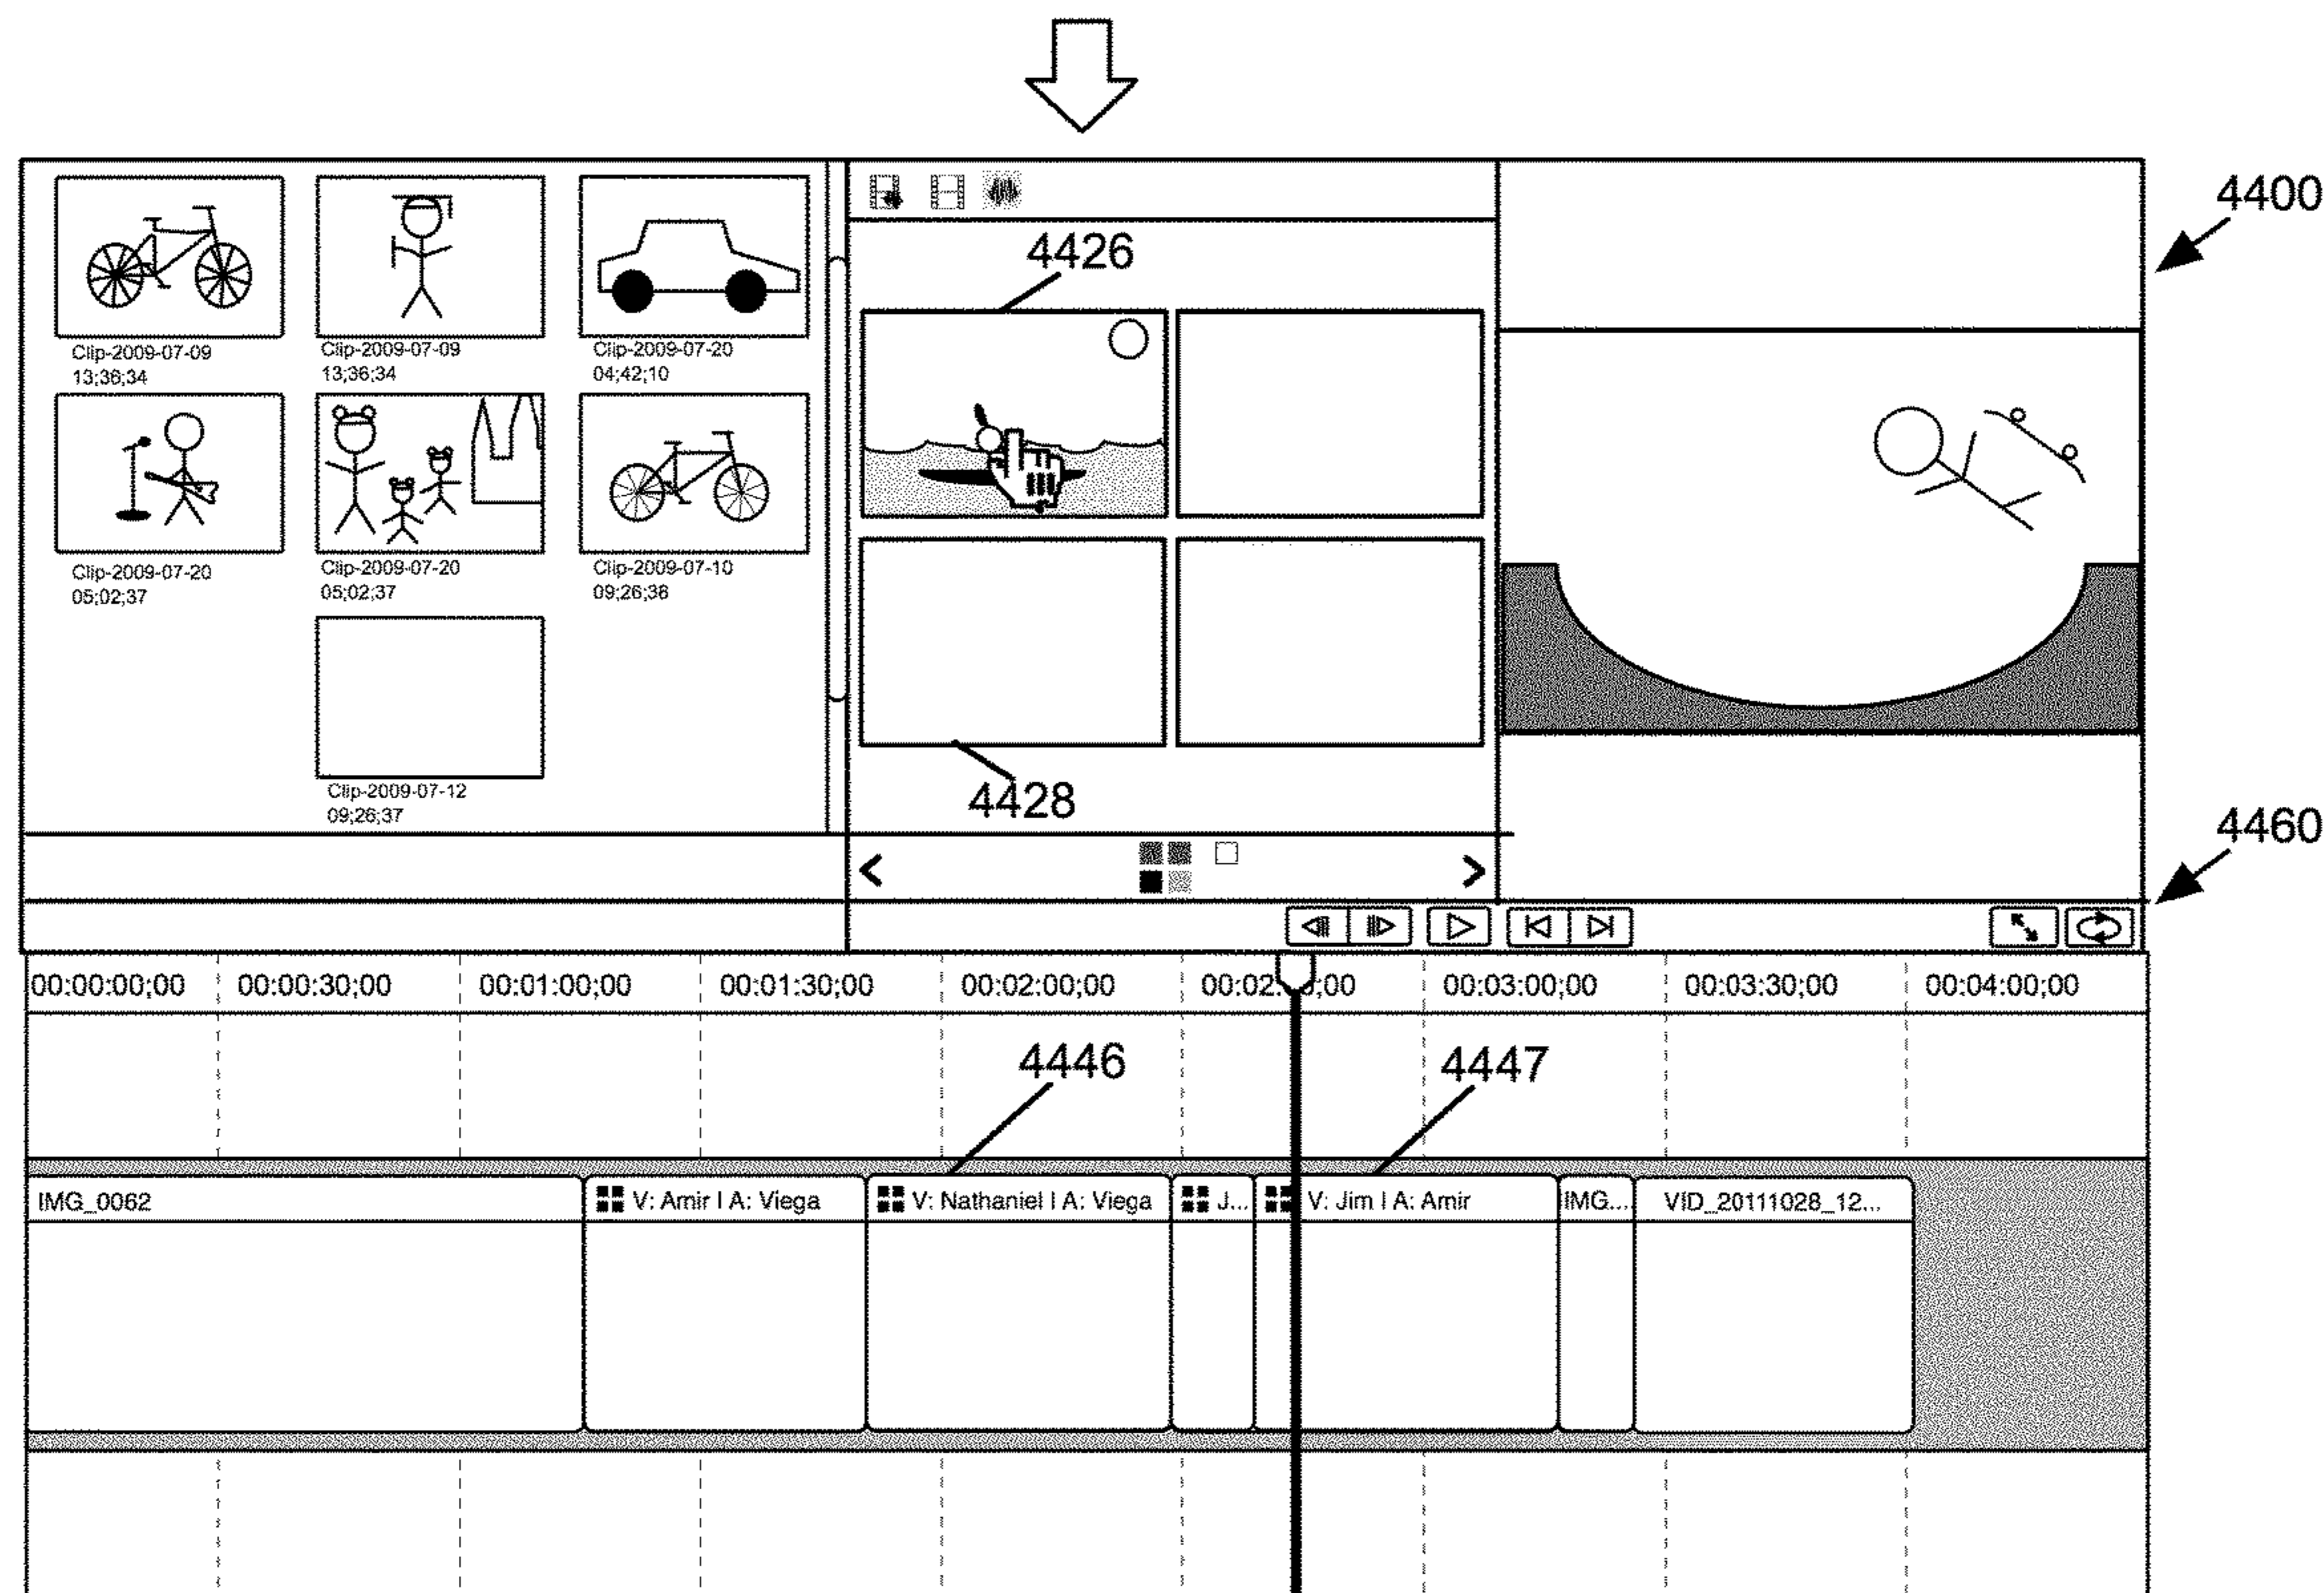 4400
4426
Clip-2009-07-09
13;36;34
Clip-2009-07-09
13;36;34
Clip-2009-07-20
04;42;10
Clip-2009-07-20
05;02;37
Clip-2009-07-20
05;02;37
Clip-2009-07-10
09;26;38
Clip-2009-07-12
09;26;37
4428
4460
00:00:00;00 00:00:30;00 00:01:00;00 00:01:30;00 00:02:00;00 00:02: ;00 00:03:00;00 00:03:30;00 00:04:00;00
4446
4447
IMG_0062
V: Amir | A: Viega
V: Nathaniel | A: Viega
J...
V: Jim | A: Amir
IMG...
VID_20111028_12...